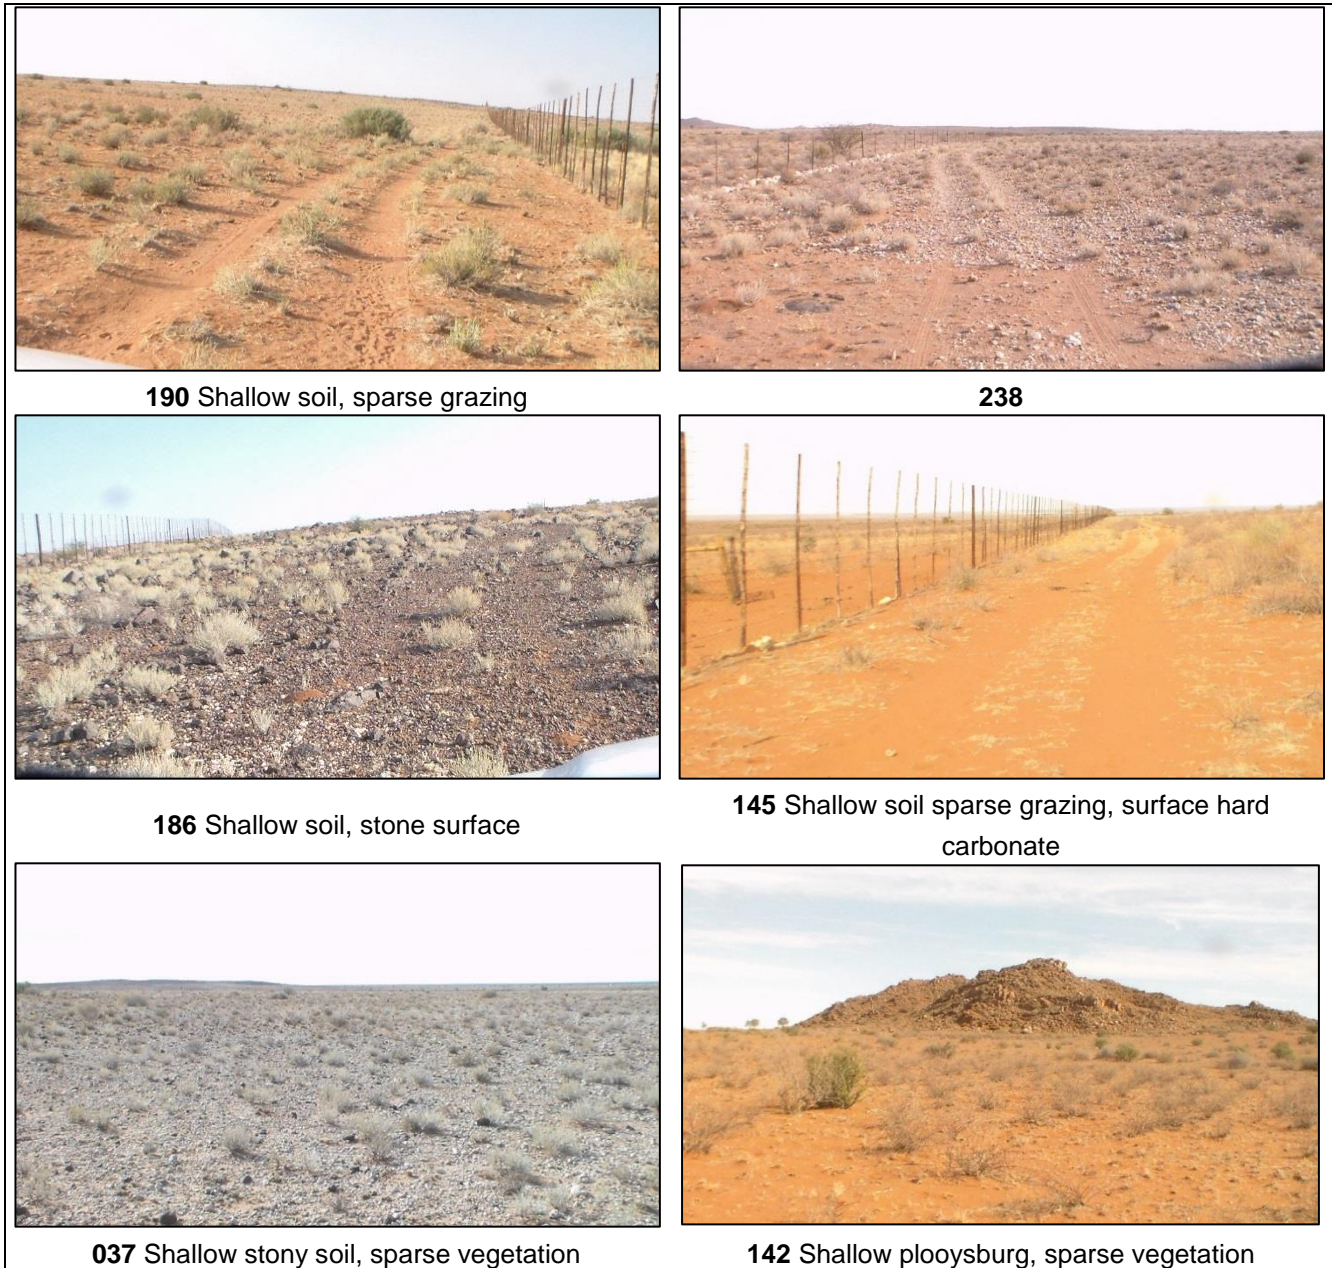 190 Shallow soil, sparse grazing
238
186 Shallow soil, stone surface
145 Shallow soil sparse grazing, surface hard
carbonate
037 Shallow stony soil, sparse vegetation
142 Shallow plooysburg, sparse vegetation